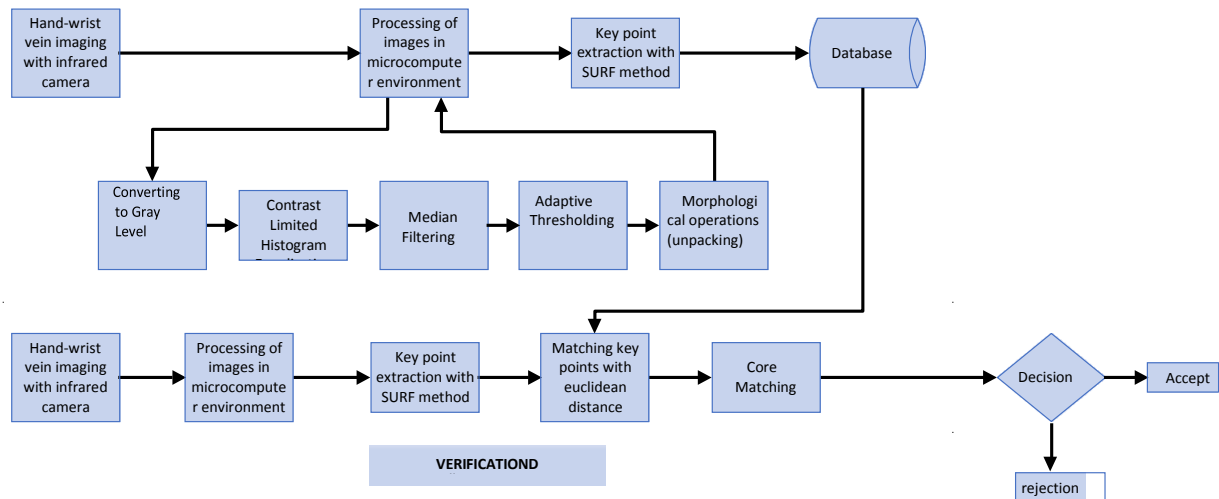 Hand-wrist
vein imaging
with infrared
camera
Processing of
images in
microcompute
r environment
Key point
extraction with
SURF method
Database
Converting
to Gray
Level
Contrast
Limited
Histogram
Median
Filtering
Adaptive
Thresholding
Morphologi
cal operations
(unpacking)
Hand-wrist
vein imaging
with infrared
camera
Processing of
images in
microcompute
r environment
Key point
extraction with
SURF method
Matching key
points with
euclidean
distance
Core
Matching
Decision
Accept
rejection
VERIFICATIOND